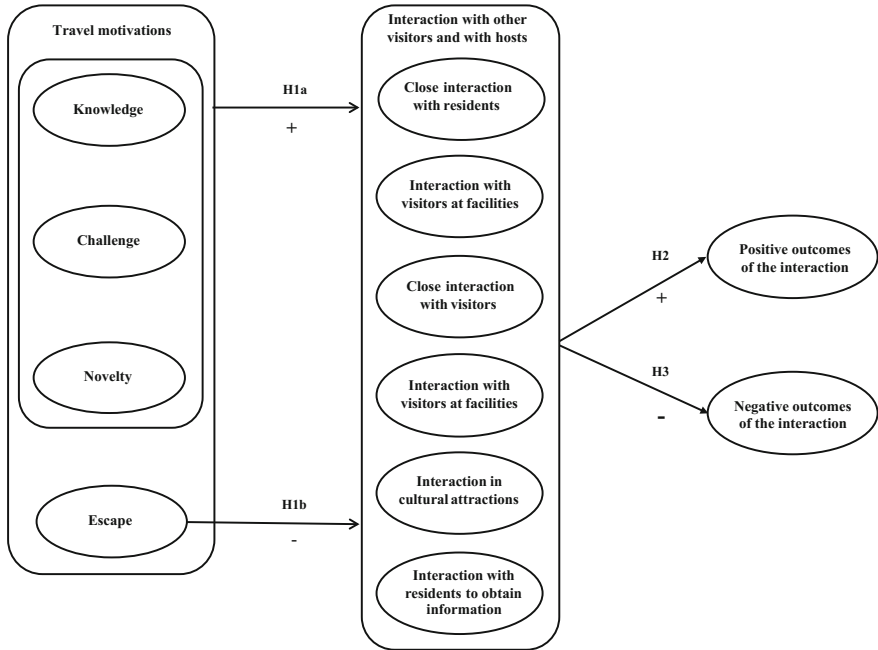 Travel motivations
Knowledge
Challenge
Novelty
Escape
H1a
+
H1b
-
Interaction with other
visitors and with hosts
Close interaction
with residents
Interaction with
visitors at facilities
Close interaction
with visitors
Interaction with
visitors at facilities
Interaction in
cultural attractions
Interaction with
residents to obtain
information
H2
+
H3
-
Positive outcomes
of the interaction
Negative outcomes
of the interaction